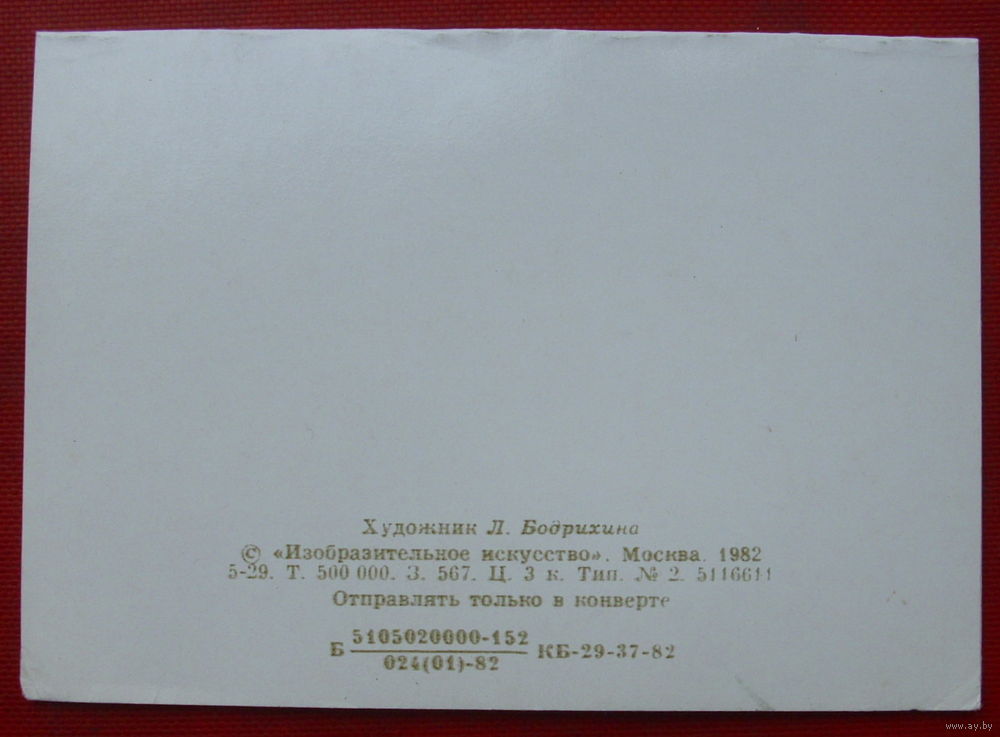 Художник Л. Бодрихина
© «Изобразительное искусство». Москва. 1982
5-29. Т. 500 000. З. 567. Ц. 3 к. Тип. № 2. 5116611
Отправлять только в конверте
Б 5105020000-152
024(01)-82 КБ-29-37-82
www.ay.by